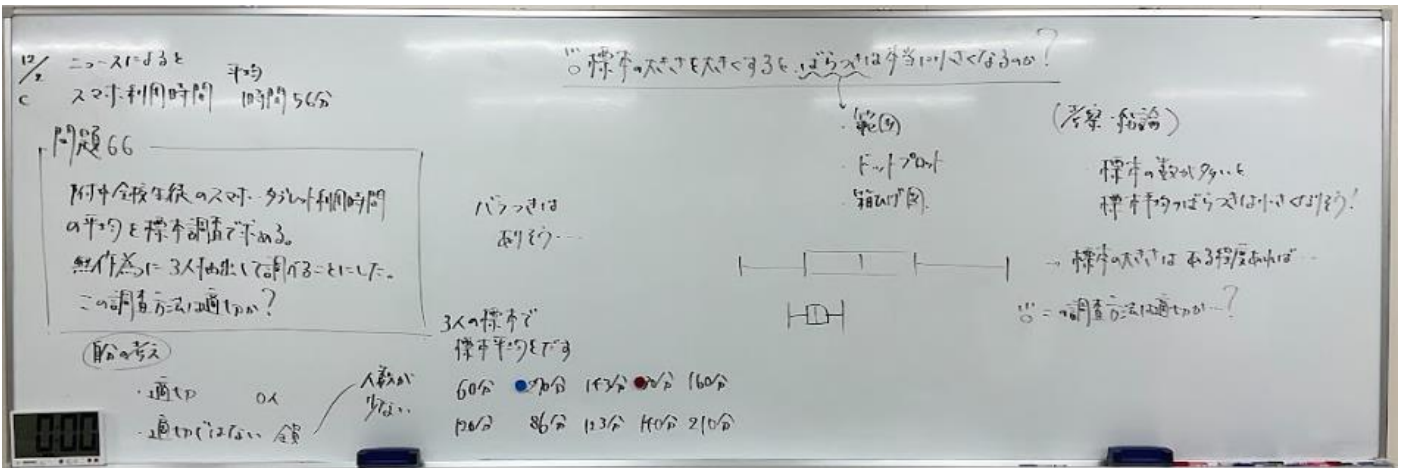 12/2
C
ニュースによると
スマホ利用時間 平均 1時間56分
問題66
附中全校生徒のスマホ・タブレット利用時間
の平均を標本調査で求める。
無作為に3人抽出して調べることにした。
この調査方法は適切か?
自分の考え
・適切 0人
・適切ではない 全員
人数が
少ない
バラつきは
ありそう…
3人の標本で
標本平均をだす
60分 90分 143分 160分
120分 86分 123分 140分 210分
標本の大きさを大きくすると、ばらつきは本当に小さくなるのか?
・範囲
・ドットプロット
・箱ひげ図
(考察・結論)
標本の数が多いと
標本平均のばらつきは小さくなりそう!
→標本の大きさはある程度あれば…
この調査方法は適切か…?
0:00